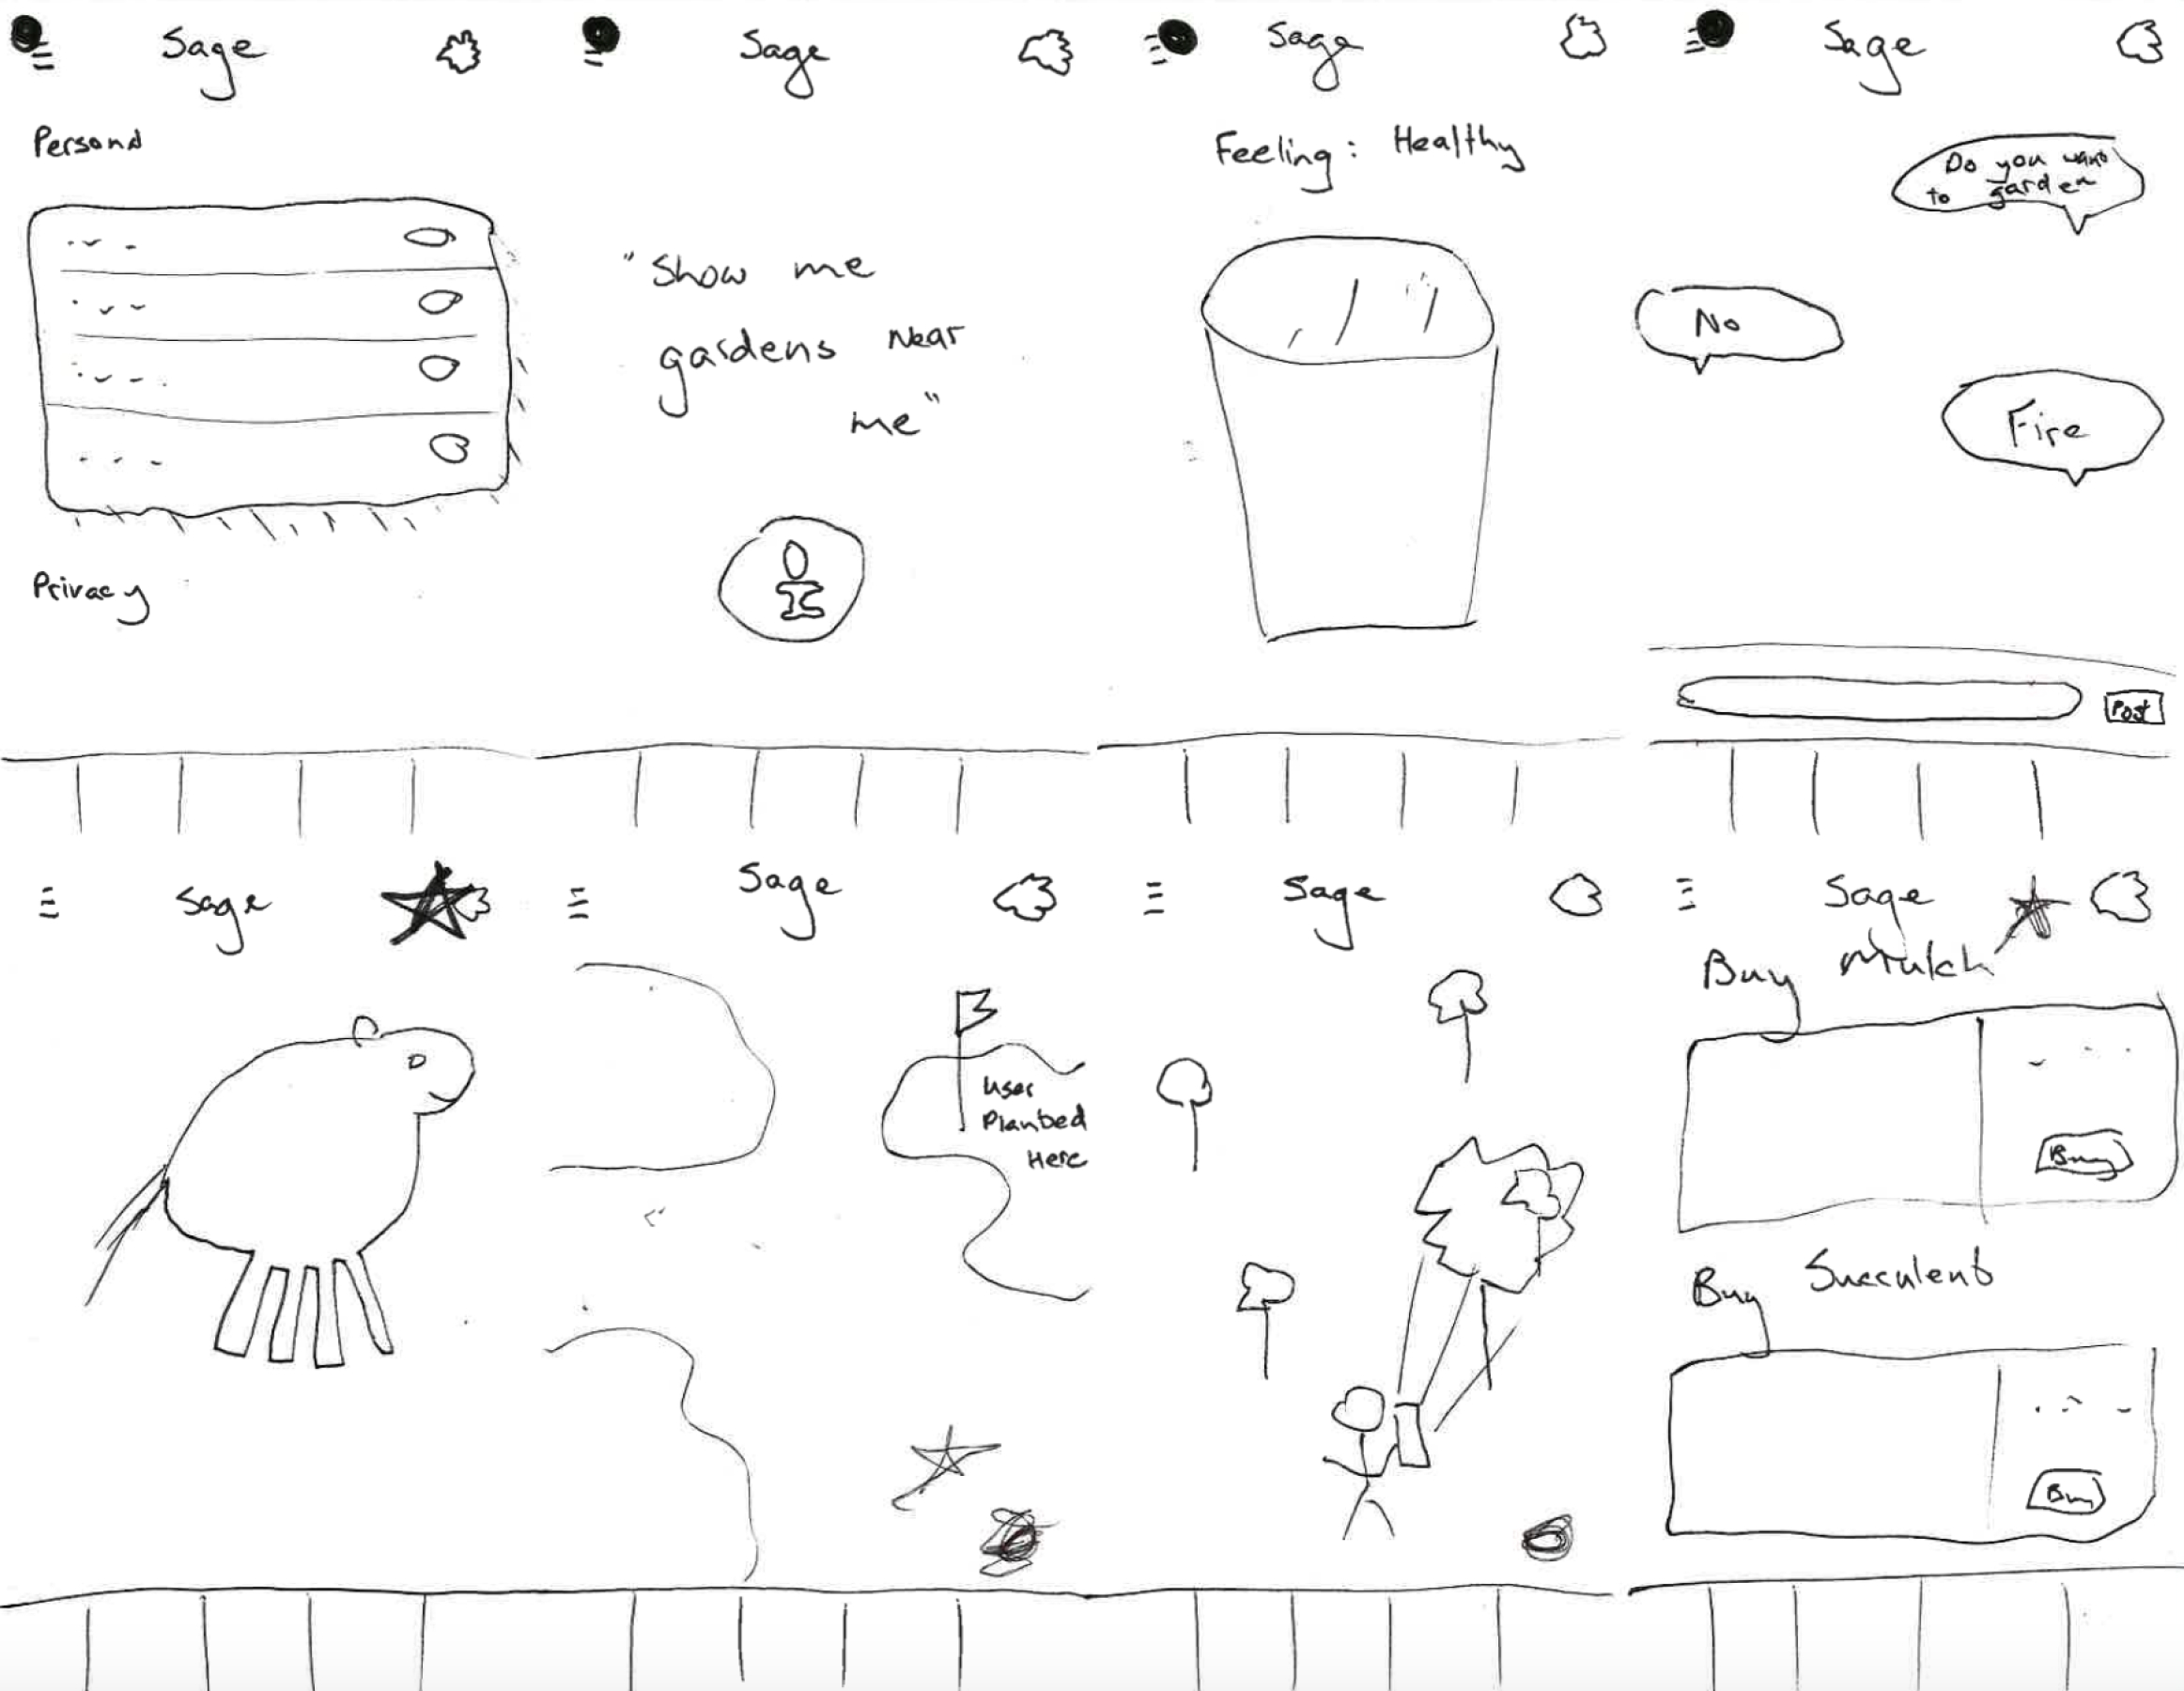 Sage
Personal
Privacy
Sage
"Show me
gardens Near
me"
Sage
Feeling: Healthy
Sage
Do you want
to garden
No
Fire
Post
Sage
Sage
User
Planted
Here
Sage
Sage
Buy Mulch
Buy
Buy Succulent
Buy